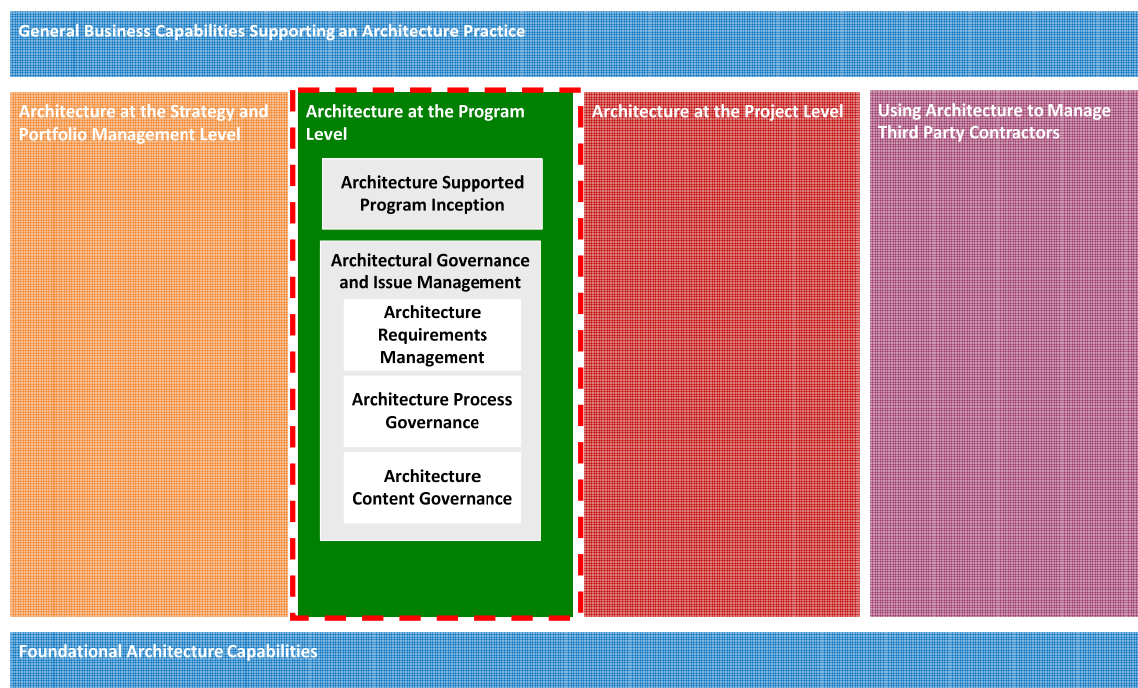 General Business Capabilities Supporting an Architecture Practice
Architecture at the Strategy and
Portfolio Management Level
Architecture at the Program
Level
Architecture Supported
Program Inception
Architectural Governance
and Issue Management
Architecture
Requirements
Management
Architecture Process
Governance
Architecture
Content Governance
Architecture at the Project Level
Using Architecture to Manage
Third Party Contractors
Foundational Architecture Capabilities